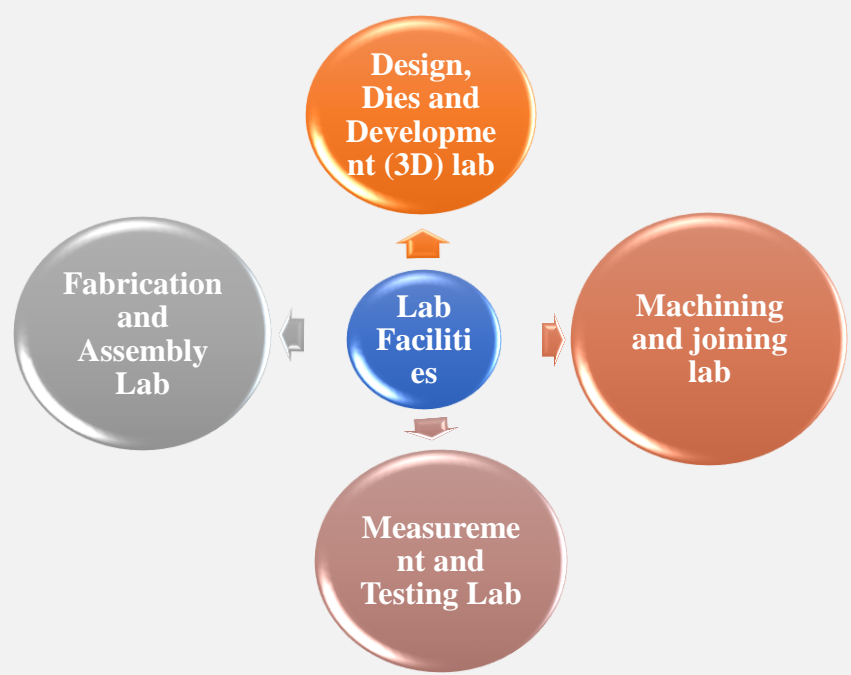 Design,
Dies and
Developme
nt (3D) lab
Fabrication
and
Assembly
Lab
Lab
Faciliti
es
Machining
and joining
lab
Measureme
nt and
Testing Lab